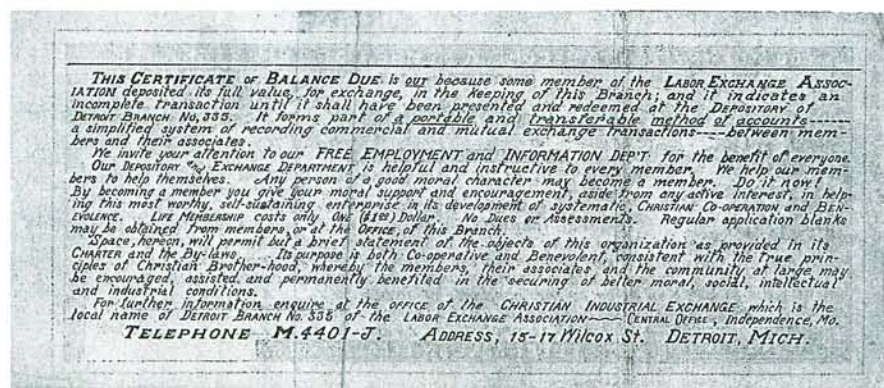 THIS CERTIFICATE OF BALANCE DUE is our because some member of the LABOR EXCHANGE ASSOC-
IATION deposited its full value, for exchange, in the Keeping of this Branch; and it indicates an
incomplete transaction until it shall have been presented and redeemed at the DEPOSITORY OF
DETROIT BRANCH No, 335. It forms part of a portable and transferable method of accounts------
a simplified system of recording commercial and mutual exchange transactions----between mem-
bers and their associates.
We invite your attention to our FREE EMPLOYMENT and INFORMATION DEP'T for the benefit of everyone.
Our DEPOSITORY and EXCHANGE DEPARTMENT is helpful and instructive to every member. We help our mem-
bers to help themselves. Any person of a good moral character may become a member. Do it now!
By becoming a member you give your moral support and encouragement, aside from any active interest, in help-
ing this most worthy, self-sustaining enterprise in its development of systematic, CHRISTIAN CO-OPERATION and BEN-
EVOLENCE. LIFE MEMBERSHIP costs only ONE ($1.00) Dollar. No Dues or Assessments. Regular application blanks
may be obtained from members, or at the OFFICE, of this Branch.
Space, hereon, will permit but a brief statement of the objects of this organization as provided in its
CHARTER and the By-laws. Its purpose is both Co-operative and Benevolent, consistent with the true prin-
ciples of Christian Brother-hood, whereby the members, their associates and the community at large may
be encouraged, assisted, and permanently benefited in the securing of better moral, social, intellectual
and industrial conditions.
For further information enquire at the OFFICE of the CHRISTIAN INDUSTRIAL EXCHANGE which is the
local name of DETROIT BRANCH No. 335 of the LABOR EXCHANGE ASSOCIATION—CENTRAL OFFICE, Independence, Mo.
TELEPHONE M.4401-J. ADDRESS, 15-17 Wilcox St. DETROIT, MICH.